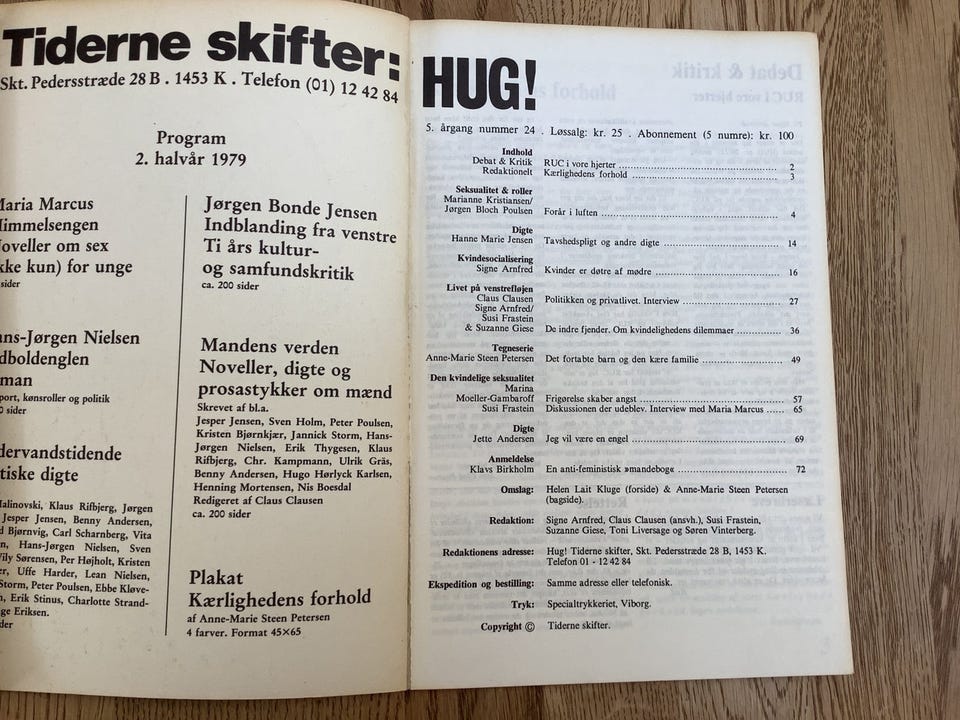 Tiderne skifter:
Skt. Pedersstræde 28 B . 1453 K . Telefon (01) 12 42 84
Program
2. halvår 1979
Maria Marcus
Himmelsengen
Noveller om sex
kke kun) for unge
sider
ns-Jørgen Nielsen
dboldenglen
man
port, kønsroller og politik
0 sider
dervandstidende
tiske digte
Malinovski, Klaus Rifbjerg, Jørgen
Jesper Jensen, Benny Andersen,
d Bjørnvig, Carl Scharnberg, Vita
n, Hans-Jørgen Nielsen, Sven
Vily Sørensen, Per Højholt, Kristen
er, Uffe Harder, Lean Nielsen,
Storm, Peter Poulsen, Ebbe Kløve-
n, Erik Stinus, Charlotte Strand-
ge Eriksen.
der
Jørgen Bonde Jensen
Indblanding fra venstre
Ti års kultur-
og samfundskritik
ca. 200 sider
Mandens verden
Noveller, digte og
prosastykker om mænd
Skrevet af bl.a.
Jesper Jensen, Sven Holm, Peter Poulsen,
Kristen Bjørnkjær, Jannick Storm, Hans-
Jørgen Nielsen, Erik Thygesen, Klaus
Rifbjerg, Chr. Kampmann, Ulrik Gräs,
Benny Andersen, Hugo Hørlyck Karlsen,
Henning Mortensen, Nis Boesdal
Redigeret af Claus Clausen
ca. 200 sider
Plakat
Kærlighedens forhold
af Anne-Marie Steen Petersen
4 farver. Format 45×65
HUG!
5. årgang nummer 24 . Løssalg: kr. 25 . Abonnement (5 numre): kr. 100
Indhold
Debat & Kritik RUC i vore hjerter 2
Redaktionelt Kærlighedens forhold 3
Seksualitet & roller
Marianne Kristiansen/
Jørgen Bloch Poulsen Forår i luften 4
Digte
Hanne Marie Jensen Tavshedspligt og andre digte 14
Kvindesocialisering
Signe Arnfred Kvinder er døtre af mødre 16
Livet på venstrefløjen
Claus Clausen Politikken og privatlivet. Interview 27
Signe Arnfred/
Susi Frastein
& Suzanne Giese De indre fjender. Om kvindelighedens dilemmaer 36
Tegneserie
Anne-Marie Steen Petersen Det fortabte barn og den kære familie 49
Den kvindelige seksualitet
Marina
Moeller-Gambaroff Frigørelse skaber angst 57
Susi Frastein Diskussionen der udeblev. Interview med Maria Marcus 65
Digte
Jette Andersen Jeg vil være en engel 69
Anmeldelse
Klavs Birkholm En anti-feministisk »mandebog« 72
Omslag: Helen Lait Kluge (forside) & Anne-Marie Steen Petersen
(bagside).
Redaktion: Signe Arnfred, Claus Clausen (ansvh.), Susi Frastein,
Suzanne Giese, Toni Liversage og Søren Vinterberg.
Redaktionens adresse: Hug! Tiderne skifter, Skt. Pedersstræde 28 B, 1453 K.
Telefon 01 - 12 42 84
Ekspedition og bestilling: Samme adresse eller telefonisk.
Tryk: Specialtrykkeriet, Viborg.
Copyright © Tiderne skifter.